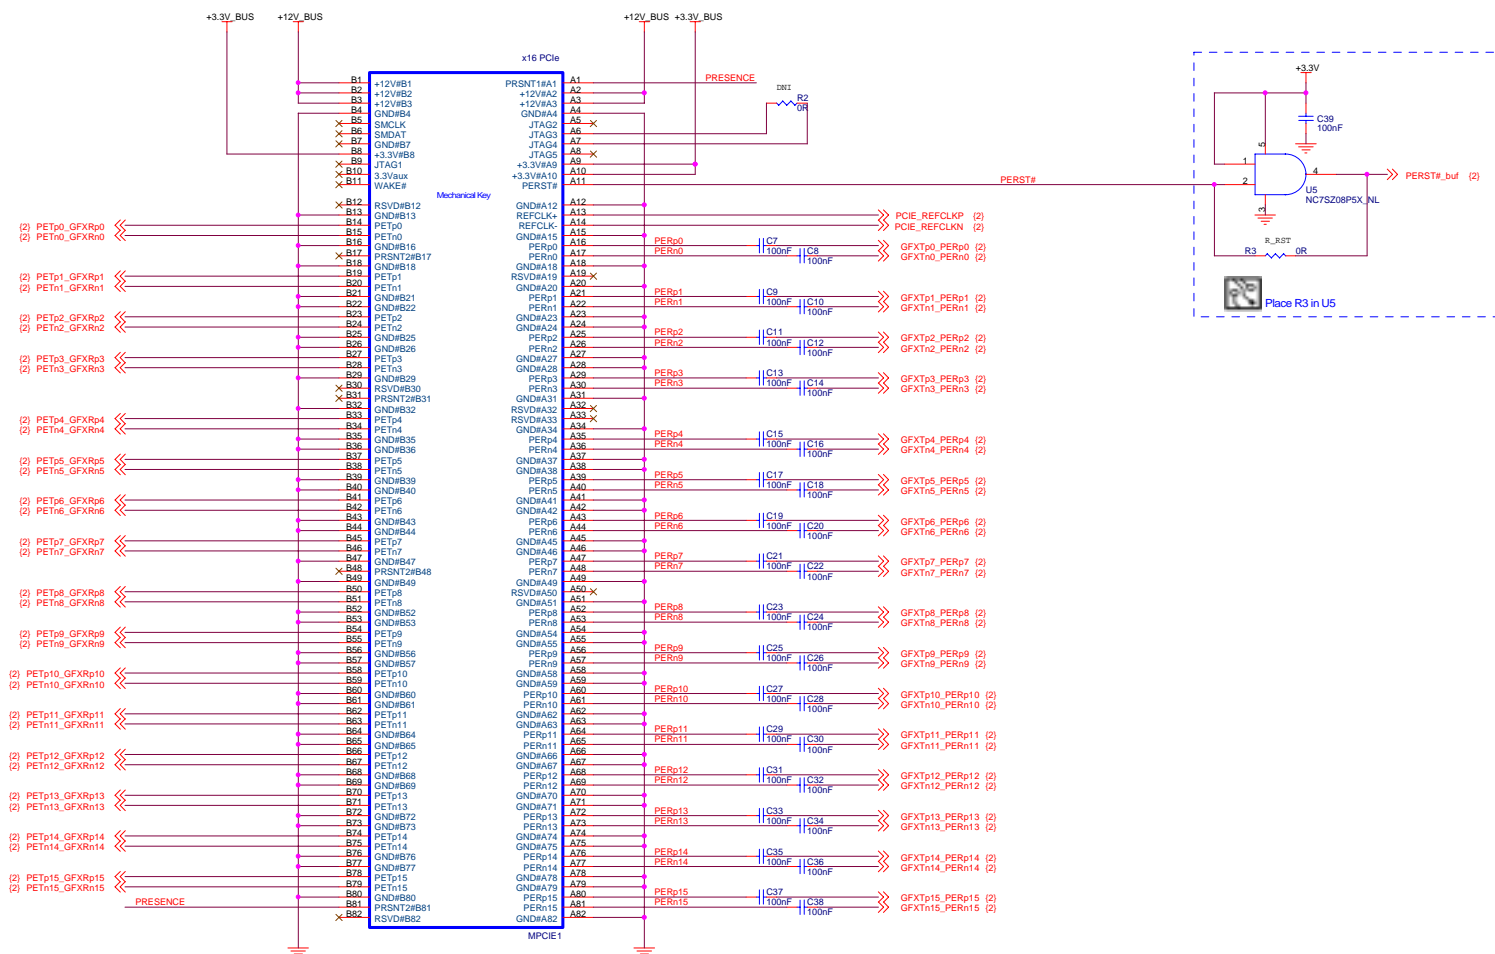 +3.3V_BUS +12V_BUS +12V_BUS +3.3V_BUS
x16 PCIe
B1 +12V#B1 PRSNT1#A1 A1 PRESENCE
B2 +12V#B2 +12V#A2 A2
B3 +12V#B3 +12V#A3 A3
B4 GND#B4 GND#A4 A4
B5 SMCLK JTAG2 A5
B6 SMDAT JTAG3 A6
B7 GND#B7 JTAG4 A7
B8 +3.3V#B8 JTAG5 A8
B9 JTAG1 +3.3V#A9 A9
B10 3.3Vaux +3.3V#A10 A10
B11 WAKE# PERST# A11 PERST#
DNI
R2
0R
Mechanical Key
B12 RSVD#B12 GND#A12 A12
B13 GND#B13 REFCLK+ A13 PCIE_REFCLKP {2}
{2} PETp0_GFXRp0 B14 PETp0 REFCLK- A14 PCIE_REFCLKN {2}
{2} PETn0_GFXRn0 B15 PETn0 GND#A15 A15
B16 GND#B16 PERp0 A16 PERp0 C7 100nF GFXTp0_PERp0 {2}
B17 PRSNT2#B17 PERn0 A17 PERn0 C8 100nF GFXTn0_PERn0 {2}
B18 GND#B18 GND#A18 A18
{2} PETp1_GFXRp1 B19 PETp1 RSVD#A19 A19
{2} PETn1_GFXRn1 B20 PETn1 GND#A20 A20
B21 GND#B21 PERp1 A21 PERp1 C9 100nF GFXTp1_PERp1 {2}
B22 GND#B22 PERn1 A22 PERn1 C10 100nF GFXTn1_PERn1 {2}
{2} PETp2_GFXRp2 B23 PETp2 GND#A23 A23
{2} PETn2_GFXRn2 B24 PETn2 GND#A24 A24
B25 GND#B25 PERp2 A25 PERp2 C11 100nF GFXTp2_PERp2 {2}
B26 GND#B26 PERn2 A26 PERn2 C12 100nF GFXTn2_PERn2 {2}
{2} PETp3_GFXRp3 B27 PETp3 GND#A27 A27
{2} PETn3_GFXRn3 B28 PETn3 GND#A28 A28
B29 GND#B29 PERp3 A29 PERp3 C13 100nF GFXTp3_PERp3 {2}
B30 RSVD#B30 PERn3 A30 PERn3 C14 100nF GFXTn3_PERn3 {2}
B31 PRSNT2#B31 GND#A31 A31
B32 GND#B32 RSVD#A32 A32
{2} PETp4_GFXRp4 B33 PETp4 RSVD#A33 A33
{2} PETn4_GFXRn4 B34 PETn4 GND#A34 A34
B35 GND#B35 PERp4 A35 PERp4 C15 100nF GFXTp4_PERp4 {2}
B36 GND#B36 PERn4 A36 PERn4 C16 100nF GFXTn4_PERn4 {2}
{2} PETp5_GFXRp5 B37 PETp5 GND#A37 A37
{2} PETn5_GFXRn5 B38 PETn5 GND#A38 A38
B39 GND#B39 PERp5 A39 PERp5 C17 100nF GFXTp5_PERp5 {2}
B40 GND#B40 PERn5 A40 PERn5 C18 100nF GFXTn5_PERn5 {2}
{2} PETp6_GFXRp6 B41 PETp6 GND#A41 A41
{2} PETn6_GFXRn6 B42 PETn6 GND#A42 A42
B43 GND#B43 PERp6 A43 PERp6 C19 100nF GFXTp6_PERp6 {2}
B44 GND#B44 PERn6 A44 PERn6 C20 100nF GFXTn6_PERn6 {2}
{2} PETp7_GFXRp7 B45 PETp7 GND#A45 A45
{2} PETn7_GFXRn7 B46 PETn7 GND#A46 A46
B47 GND#B47 PERp7 A47 PERp7 C21 100nF GFXTp7_PERp7 {2}
B48 PRSNT2#B48 PERn7 A48 PERn7 C22 100nF GFXTn7_PERn7 {2}
B49 GND#B49 GND#A49 A49
{2} PETp8_GFXRp8 B50 PETp8 RSVD#A50 A50
{2} PETn8_GFXRn8 B51 PETn8 GND#A51 A51
B52 GND#B52 PERp8 A52 PERp8 C23 100nF GFXTp8_PERp8 {2}
B53 GND#B53 PERn8 A53 PERn8 C24 100nF GFXTn8_PERn8 {2}
{2} PETp9_GFXRp9 B54 PETp9 GND#A54 A54
{2} PETn9_GFXRn9 B55 PETn9 GND#A55 A55
B56 GND#B56 PERp9 A56 PERp9 C25 100nF GFXTp9_PERp9 {2}
B57 GND#B57 PERn9 A57 PERn9 C26 100nF GFXTn9_PERn9 {2}
{2} PETp10_GFXRp10 B58 PETp10 GND#A58 A58
{2} PETn10_GFXRn10 B59 PETn10 GND#A59 A59
B60 GND#B60 PERp10 A60 PERp10 C27 100nF GFXTp10_PERp10 {2}
B61 GND#B61 PERn10 A61 PERn10 C28 100nF GFXTn10_PERn10 {2}
{2} PETp11_GFXRp11 B62 PETp11 GND#A62 A62
{2} PETn11_GFXRn11 B63 PETn11 GND#A63 A63
B64 GND#B64 PERp11 A64 PERp11 C29 100nF GFXTp11_PERp11 {2}
B65 GND#B65 PERn11 A65 PERn11 C30 100nF GFXTn11_PERn11 {2}
{2} PETp12_GFXRp12 B66 PETp12 GND#A66 A66
{2} PETn12_GFXRn12 B67 PETn12 GND#A67 A67
B68 GND#B68 PERp12 A68 PERp12 C31 100nF GFXTp12_PERp12 {2}
B69 GND#B69 PERn12 A69 PERn12 C32 100nF GFXTn12_PERn12 {2}
{2} PETp13_GFXRp13 B70 PETp13 GND#A70 A70
{2} PETn13_GFXRn13 B71 PETn13 GND#A71 A71
B72 GND#B72 PERp13 A72 PERp13 C33 100nF GFXTp13_PERp13 {2}
B73 GND#B73 PERn13 A73 PERn13 C34 100nF GFXTn13_PERn13 {2}
{2} PETp14_GFXRp14 B74 PETp14 GND#A74 A74
{2} PETn14_GFXRn14 B75 PETn14 GND#A75 A75
B76 GND#B76 PERp14 A76 PERp14 C35 100nF GFXTp14_PERp14 {2}
B77 GND#B77 PERn14 A77 PERn14 C36 100nF GFXTn14_PERn14 {2}
{2} PETp15_GFXRp15 B78 PETp15 GND#A78 A78
{2} PETn15_GFXRn15 B79 PETn15 GND#A79 A79
B80 GND#B80 PERp15 A80 PERp15 C37 100nF GFXTp15_PERp15 {2}
PRESENCE B81 PRSNT2#B81 PERn15 A81 PERn15 C38 100nF GFXTn15_PERn15 {2}
B82 RSVD#B82 GND#A82 A82
MPCIE1
+3.3V
C39
100nF
5
1
4
2
PERST#_buf {2}
3
U5
NC7SZ08P5X_NL
R_RST
R3 0R
Place R3 in U5